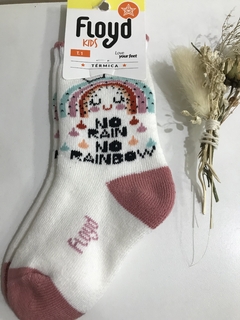 Floyd
KIDS
Love
your feet
TÉRMICA
NO
RAIN
NO
RAINBOW
Floyd